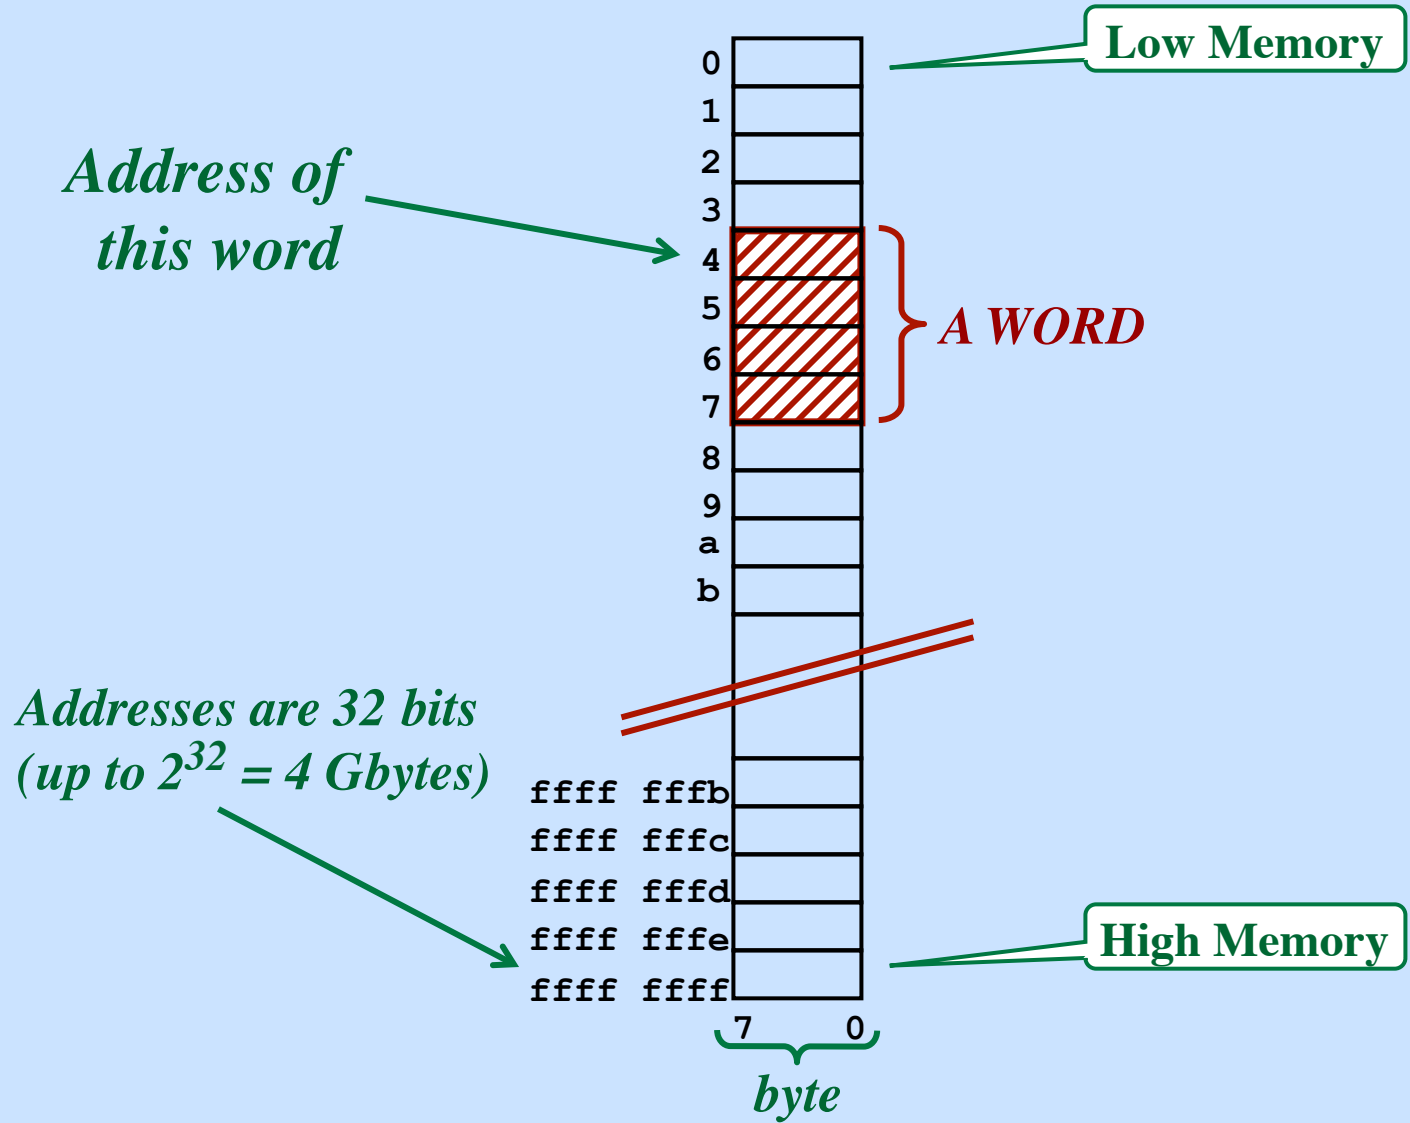 Low Memory
0
1
2
3
Address of
this word
4
5
6
7
A WORD
8
9
a
b
Addresses are 32 bits
(up to 2^32 = 4 Gbytes)
ffff fffb
ffff fffc
ffff fffd
ffff fffe
ffff ffff
High Memory
7 0
byte